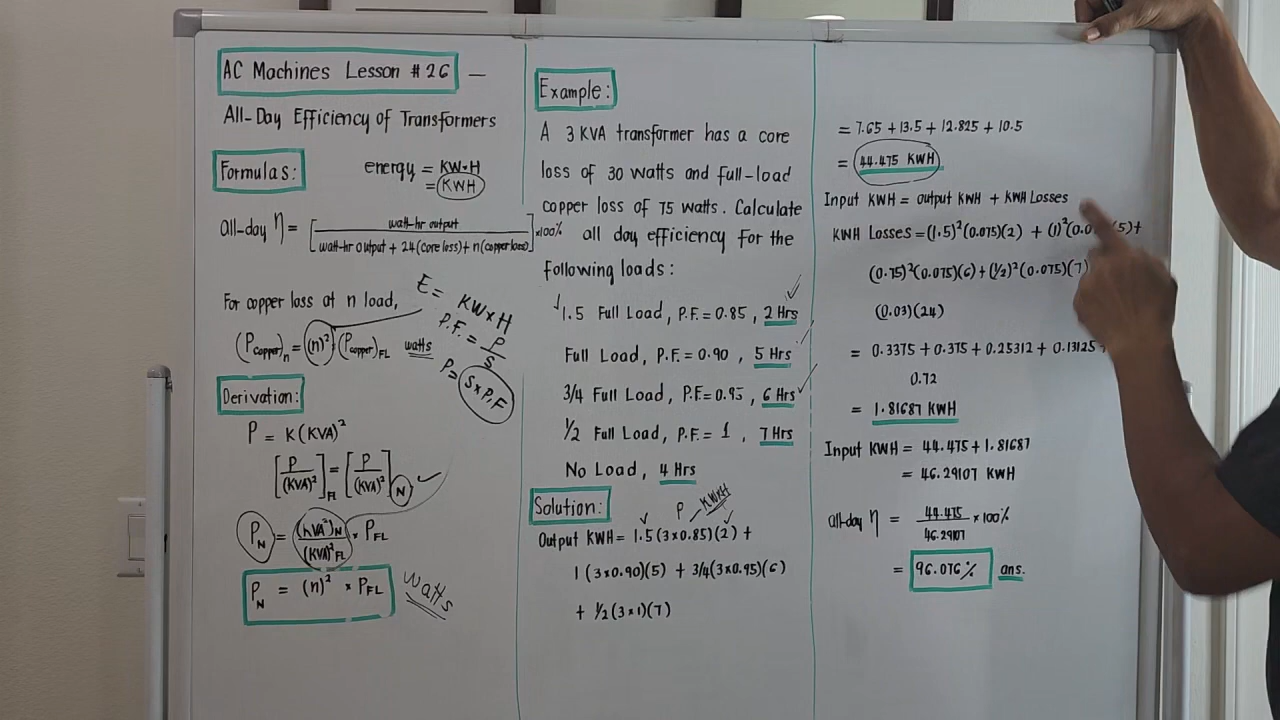 AC Machines Lesson # 26 —
All-Day Efficiency of Transformers
Formulas:
energy = KW×H
= KWH
all-day η = [ watt-hr output / watt-hr output + 24(core loss) + n(copper loss) ] ×100%
For copper loss at n load,
(Pcopper)n = (n)² · (Pcopper)FL watts
E = KW×H
P.F. = P/S
P = S×P.F
Derivation:
P = K(KVA)²
[P/(KVA)²]FL = [P/(KVA)²]N ✓
PN = (KVA²)N/(KVA)²FL × PFL
PN = (n)² × PFL watts
Example:
A 3 KVA transformer has a core
loss of 30 watts and full-load
copper loss of 75 watts. Calculate
all day efficiency for the
following loads:
1.5 Full Load, P.F. = 0.85, 2 Hrs
Full Load, P.F. = 0.90, 5 Hrs
3/4 Full Load, P.F. = 0.95, 6 Hrs
1/2 Full Load, P.F. = 1, 7 Hrs
No Load, 4 Hrs
Solution:
P KW×H
Output KWH = 1.5(3×0.85)(2) +
1(3×0.90)(5) + 3/4(3×0.95)(6)
+ 1/2(3×1)(7)
= 7.65 + 13.5 + 12.825 + 10.5
= 44.475 KWH
Input KWH = output KWH + KWH Losses
KWH Losses = (1.5)²(0.075)(2) + (1)²(0.0 (5)+
(0.75)²(0.075)(6) + (1/2)²(0.075)(7)
(0.03)(24)
= 0.3375 + 0.375 + 0.25312 + 0.13125 +
0.72
= 1.81687 KWH
Input KWH = 44.475 + 1.81687
= 46.29107 KWH
all-day η = 44.475/46.29107 × 100%
= 96.076% ans.